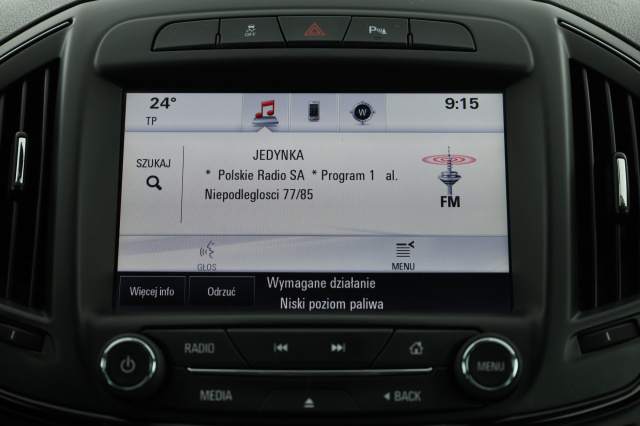 OFF
P
24°
9:15
TP
W
SZUKAJ
JEDYNKA
* Polskie Radio SA * Program 1 al.
Niepodleglosci 77/85
FM
GŁOS
MENU
Więcej info
Odrzuć
Wymagane działanie
Niski poziom paliwa
RADIO
MENU
MEDIA
BACK